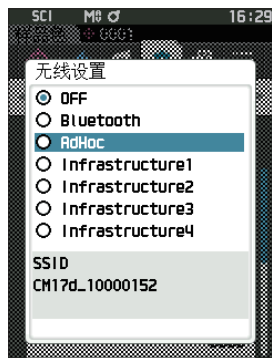 SCI M8 16:29
0001
无线设置
OFF
Bluetooth
AdHoc
Infrastructure1
Infrastructure2
Infrastructure3
Infrastructure4
SSID
CM17d_10000152